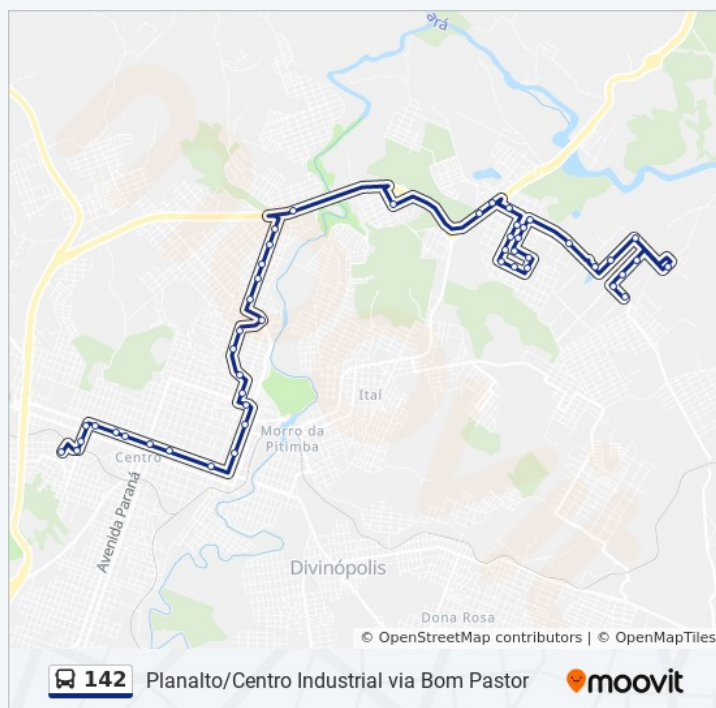 ará
Itaí
Morro da
Pitimba
Centro
Avenida Paraná
Divinópolis
Dona Rosa
© OpenStreetMap contributors | © OpenMapTiles
142 Planalto/Centro Industrial via Bom Pastor moovit